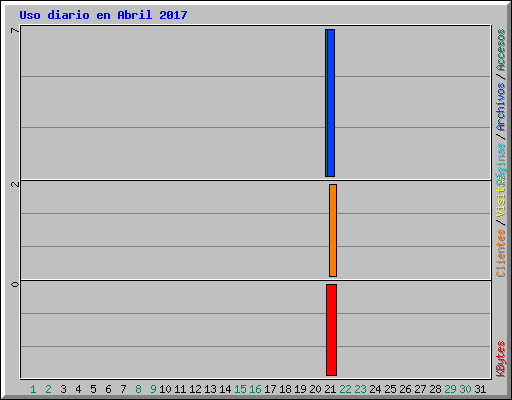 Uso diario en Abril 2017
7
2
0
Accesos
/
Archivos
/
Páginas
Visitas
/
Clientes
KBytes
1 2 3 4 5 6 7 8 9 10 11 12 13 14 15 16 17 18 19 20 21 22 23 24 25 26 27 28 29 30 31